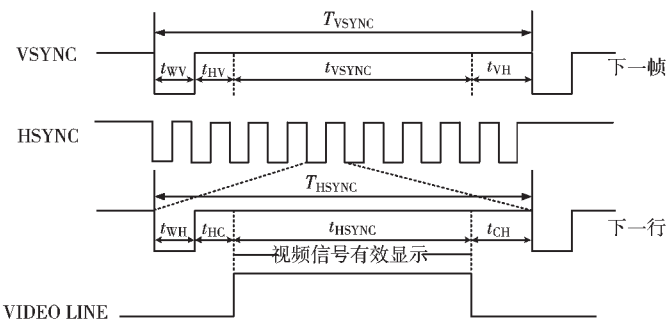 T_VSYNC
VSYNC
t_WV t_HV t_VSYNC t_VH 下一帧
HSYNC
T_HSYNC
t_WH t_HC t_HSYNC t_CH 下一行
视频信号有效显示
VIDEO LINE